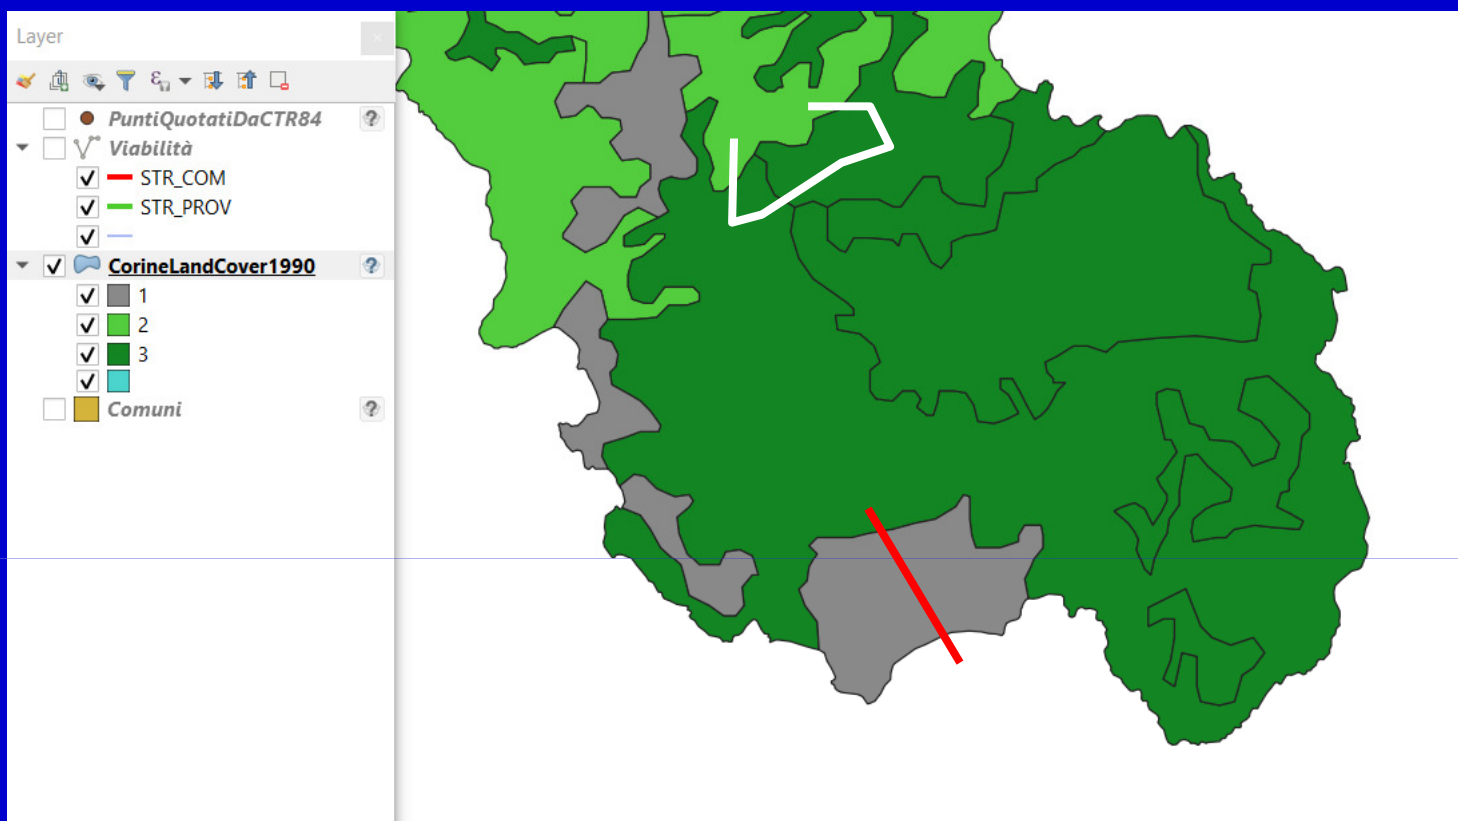 Layer
PuntiQuotatiDaCTR84
Viabilità
STR_COM
STR_PROV
CorineLandCover1990
1
2
3
Comuni